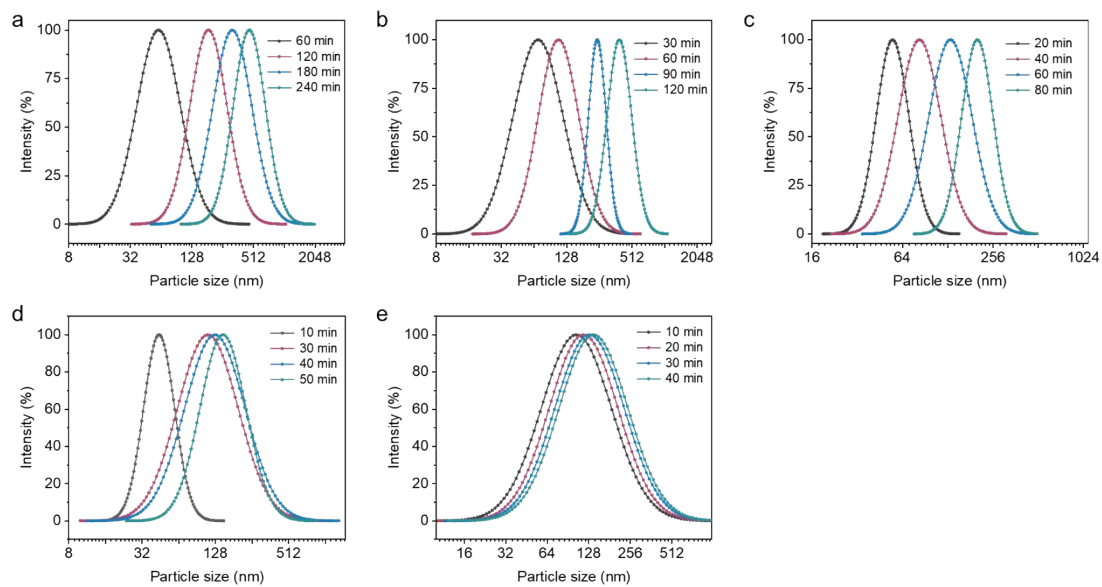 a
100
75
50
25
0
Intensity (%)
60 min
120 min
180 min
240 min
8 32 128 512 2048
Particle size (nm)
b
100
75
50
25
0
Intensity (%)
30 min
60 min
90 min
120 min
8 32 128 512 2048
Particle size (nm)
c
100
75
50
25
0
Intensity (%)
20 min
40 min
60 min
80 min
16 64 256 1024
Particle size (nm)
d
100
80
60
40
20
0
Intensity (%)
10 min
30 min
40 min
50 min
8 32 128 512
Particle size (nm)
e
100
80
60
40
20
0
Intensity (%)
10 min
20 min
30 min
40 min
16 32 64 128 256 512
Particle size (nm)